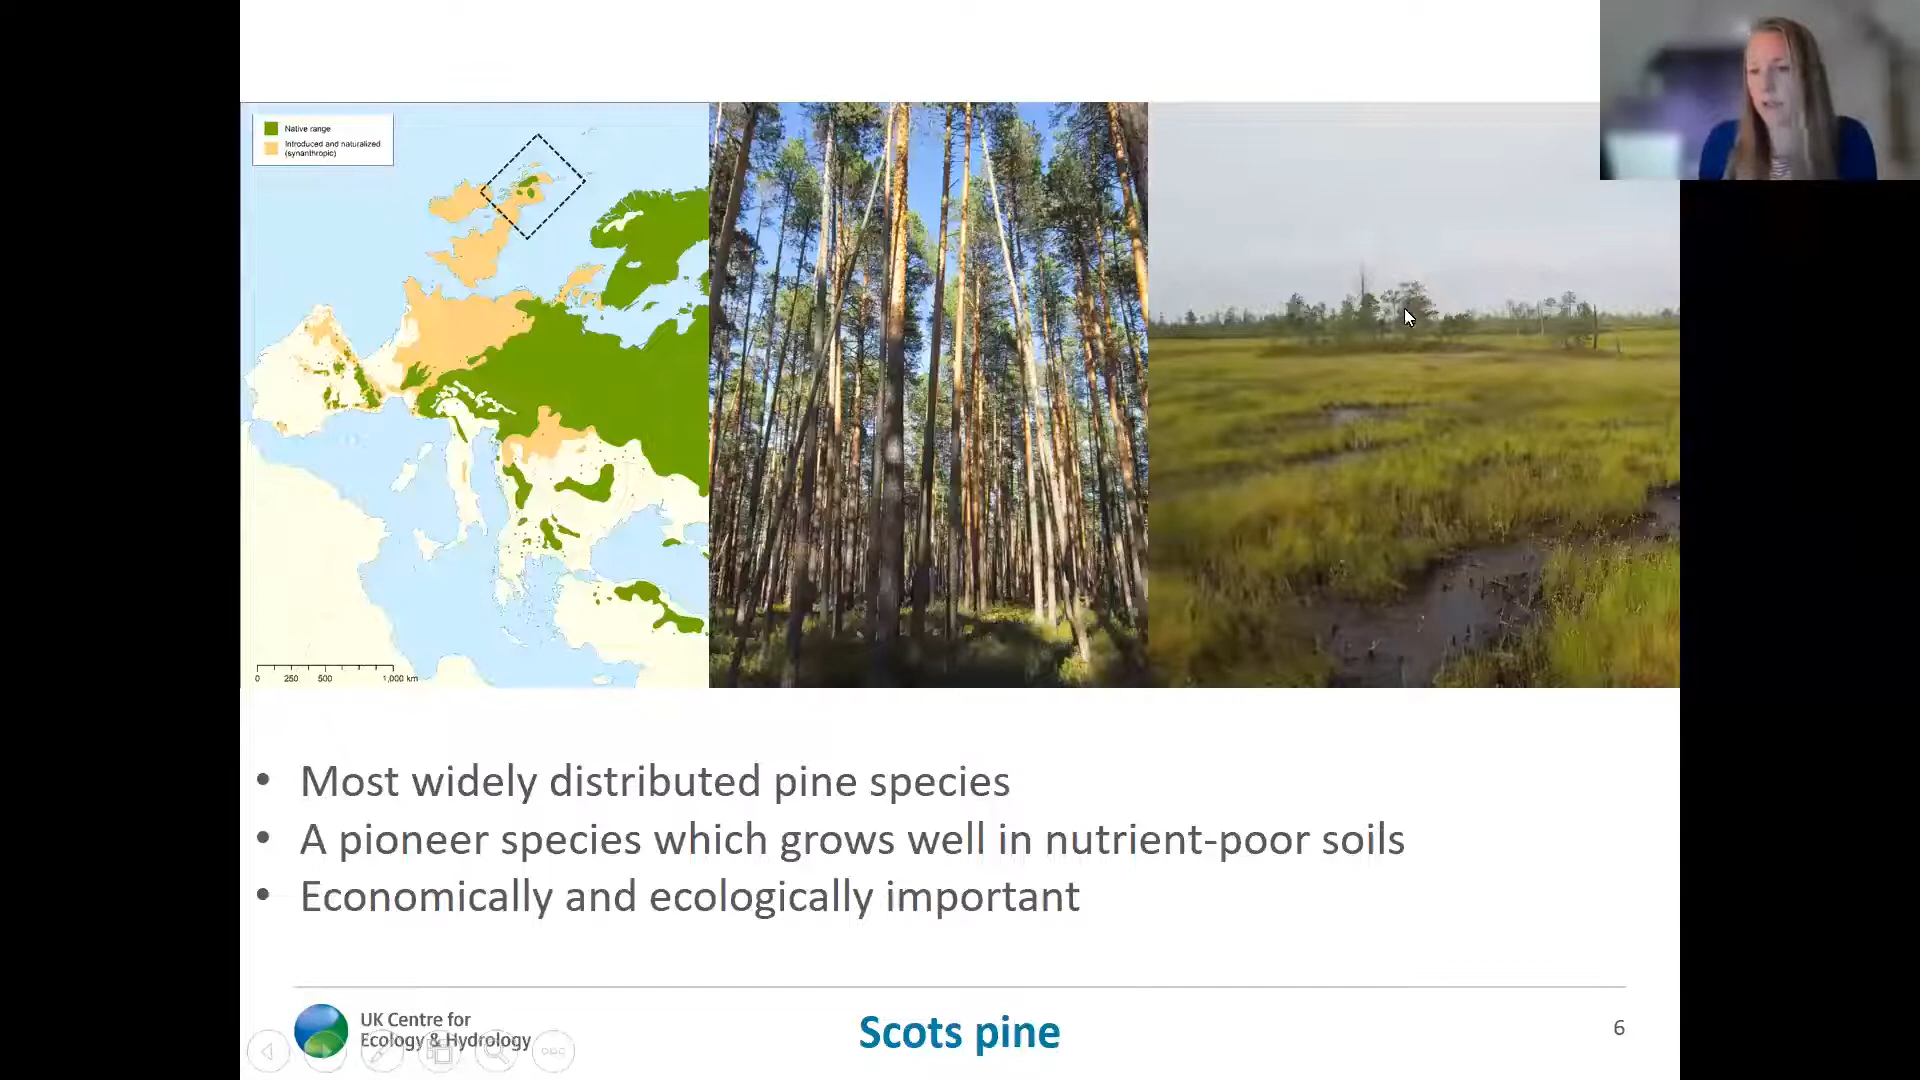 Native range
Introduced and naturalized
(synanthropic)
0 250 500 1,000 km
• Most widely distributed pine species
• A pioneer species which grows well in nutrient-poor soils
• Economically and ecologically important
UK Centre for
Ecology & Hydrology
Scots pine
6